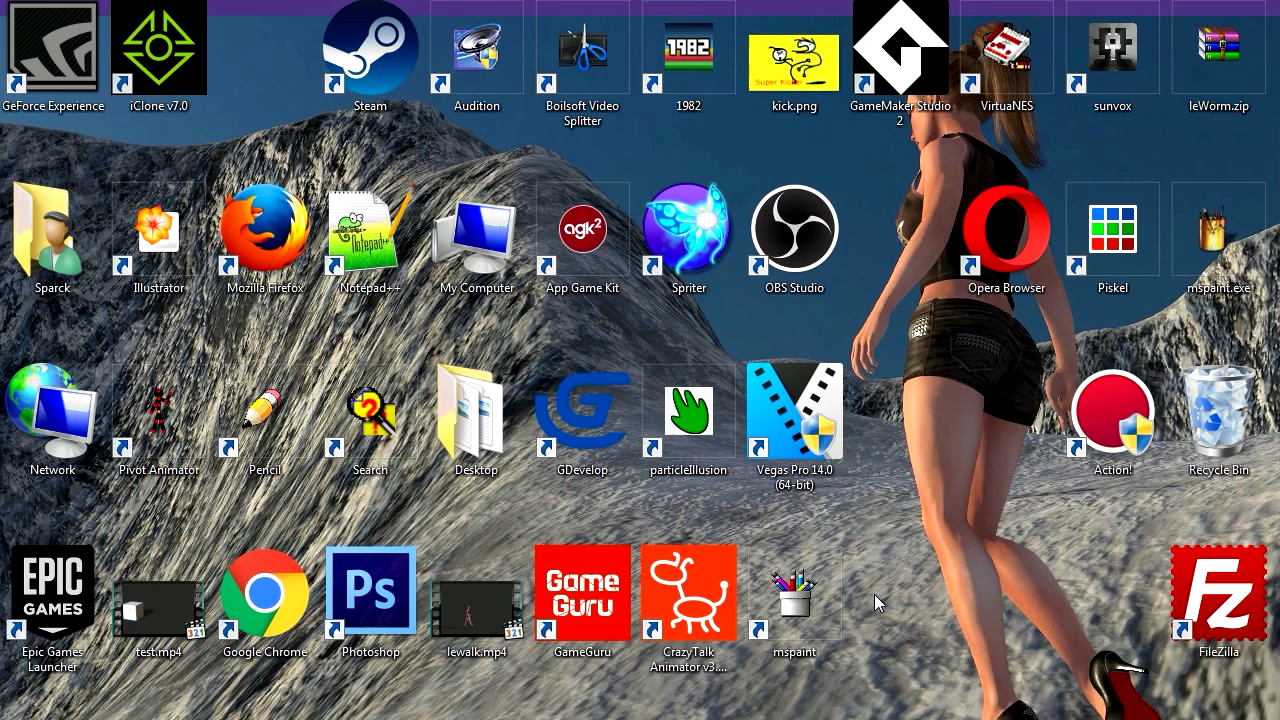 GeForce Experience
iClone v7.0
Steam
Audition
Boilsoft Video
Splitter
1982
1982
Super Kicker
kick.png
GameMaker Studio
2
VirtuaNES
sunvox
leWorm.zip
Sparck
Illustrator
Mozilla Firefox
Notepad++
Notepad++
My Computer
agk2
App Game Kit
Spriter
OBS Studio
Opera Browser
Piskel
mspaint.exe
Network
Pivot Animator
Pencil
Search
Desktop
GDevelop
particleIllusion
Vegas Pro 14.0
(64-bit)
Action!
Recycle Bin
EPIC
GAMES
Epic Games
Launcher
321
test.mp4
Google Chrome
Ps
Photoshop
321
lewalk.mp4
Game
Guru
GameGuru
CrazyTalk
Animator v3....
mspaint
Fz
FileZilla